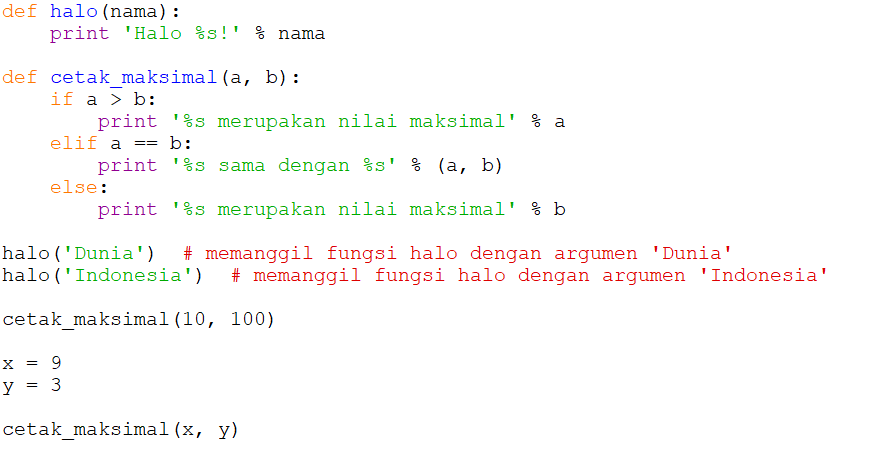 def halo(nama):
    print 'Halo %s!' % nama

def cetak_maksimal(a, b):
    if a > b:
        print '%s merupakan nilai maksimal' % a
    elif a == b:
        print '%s sama dengan %s' % (a, b)
    else:
        print '%s merupakan nilai maksimal' % b

halo('Dunia')  # memanggil fungsi halo dengan argumen 'Dunia'
halo('Indonesia')  # memanggil fungsi halo dengan argumen 'Indonesia'

cetak_maksimal(10, 100)

x = 9
y = 3

cetak_maksimal(x, y)